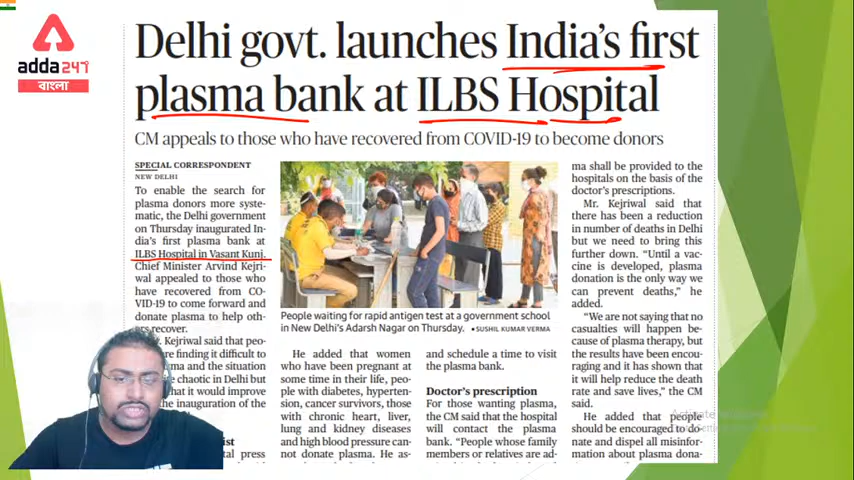 adda247
বাংলা
Delhi govt. launches India's first
plasma bank at ILBS Hospital
CM appeals to those who have recovered from COVID-19 to become donors
SPECIAL CORRESPONDENT
NEW DELHI
To enable the search for
plasma donors more syste-
matic, the Delhi government
on Thursday inaugurated In-
dia's first plasma bank at
ILBS Hospital in Vasant Kunj.
Chief Minister Arvind Kejri-
wal appealed to those who
have recovered from CO-
VID-19 to come forward and
donate plasma to help oth-
ers recover.
Kejriwal said that peo-
re finding it difficult to
ma and the situation
e chaotic in Delhi but
hat it would improve
the inauguration of
ist
tal press
People waiting for rapid antigen test at a government school
in New Delhi's Adarsh Nagar on Thursday. ■ SUSHIL KUMAR VERMA
He added that women
who have been pregnant at
some time in their life, peo-
ple with diabetes, hyperten-
sion, cancer survivors, those
with chronic heart, liver,
lung and kidney diseases
and high blood pressure can-
not donate plasma. He as-
and schedule a time to visit
the plasma bank.
Doctor's prescription
For those wanting plasma,
the CM said that the hospital
will contact the plasma
bank. "People whose family
members or relatives are ad-
ma shall be provided to the
hospitals on the basis of the
doctor's prescriptions.
Mr. Kejriwal said that
there has been a reduction
in number of deaths in Delhi
but we need to bring this
further down. "Until a vac-
cine is developed, plasma
donation is the only way we
can prevent deaths," he
added.
"We are not saying that no
casualties will happen be-
cause of plasma therapy, but
the results have been encou-
raging and it has shown that
it will help reduce the death
rate and save lives," the CM
said.
He added that people
should be encouraged to do-
nate and dispel all misinfor-
mation about plasma dona-